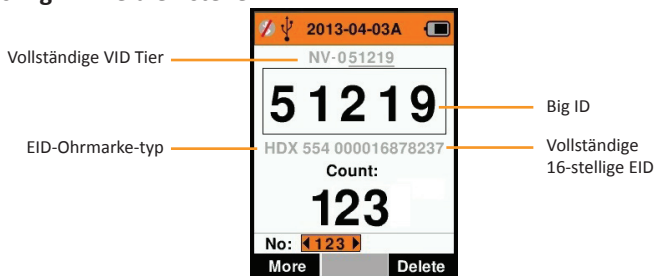 2013-04-03A
Vollständige VID Tier
NV-051219
51219
Big ID
EID-Ohrmarke-typ
HDX 554 000016878237
Vollständige
16-stellige EID
Count:
123
No: 123
More Delete